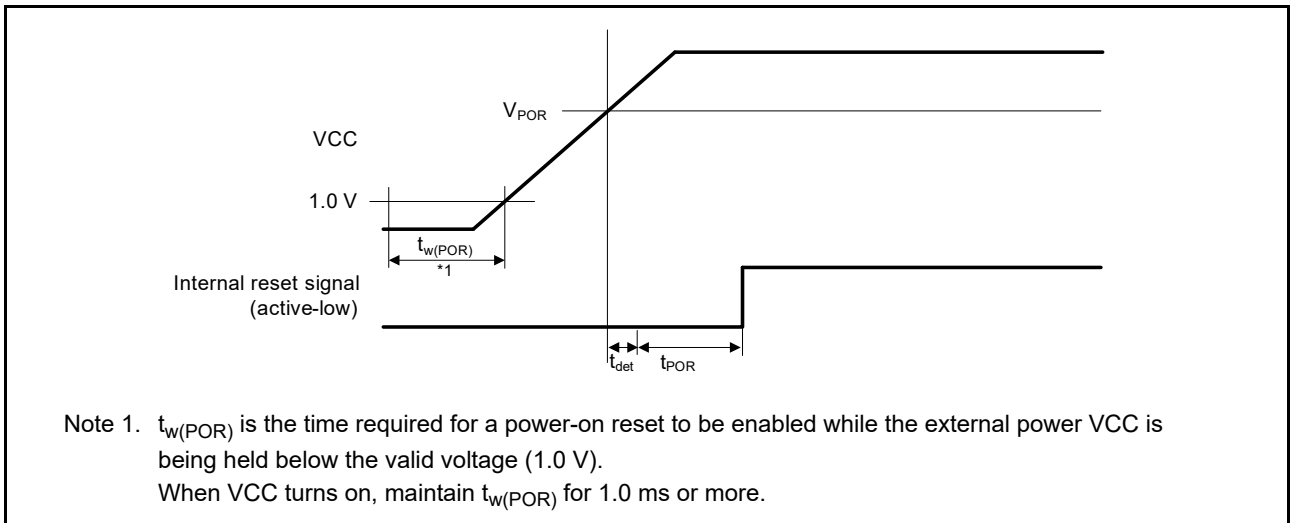 VPOR
VCC
1.0 V
tw(POR)
*1
Internal reset signal
(active-low)
tdet
tPOR
Note 1. tw(POR) is the time required for a power-on reset to be enabled while the external power VCC is
being held below the valid voltage (1.0 V).
When VCC turns on, maintain tw(POR) for 1.0 ms or more.